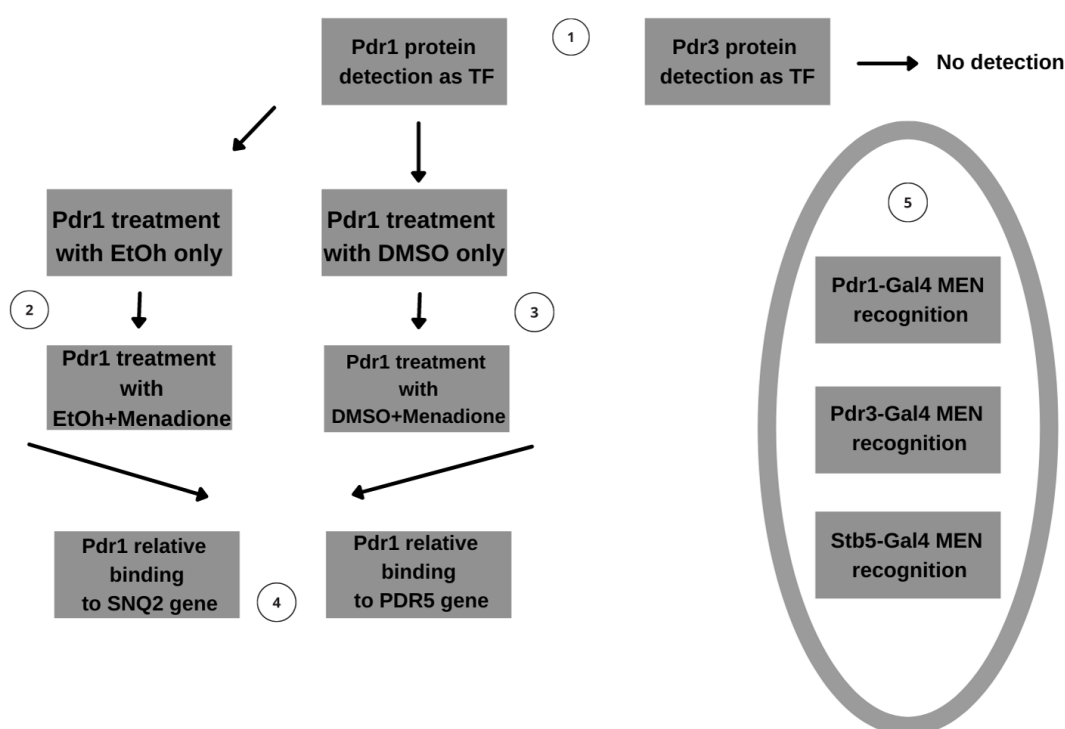 Pdr1 protein
detection as TF
1
Pdr3 protein
detection as TF
No detection
Pdr1 treatment
with EtOh only
Pdr1 treatment
with DMSO only
2
3
Pdr1 treatment
with
EtOh+Menadione
Pdr1 treatment
with
DMSO+Menadione
Pdr1 relative
binding
to SNQ2 gene
4
Pdr1 relative
binding
to PDR5 gene
5
Pdr1-Gal4 MEN
recognition
Pdr3-Gal4 MEN
recognition
Stb5-Gal4 MEN
recognition